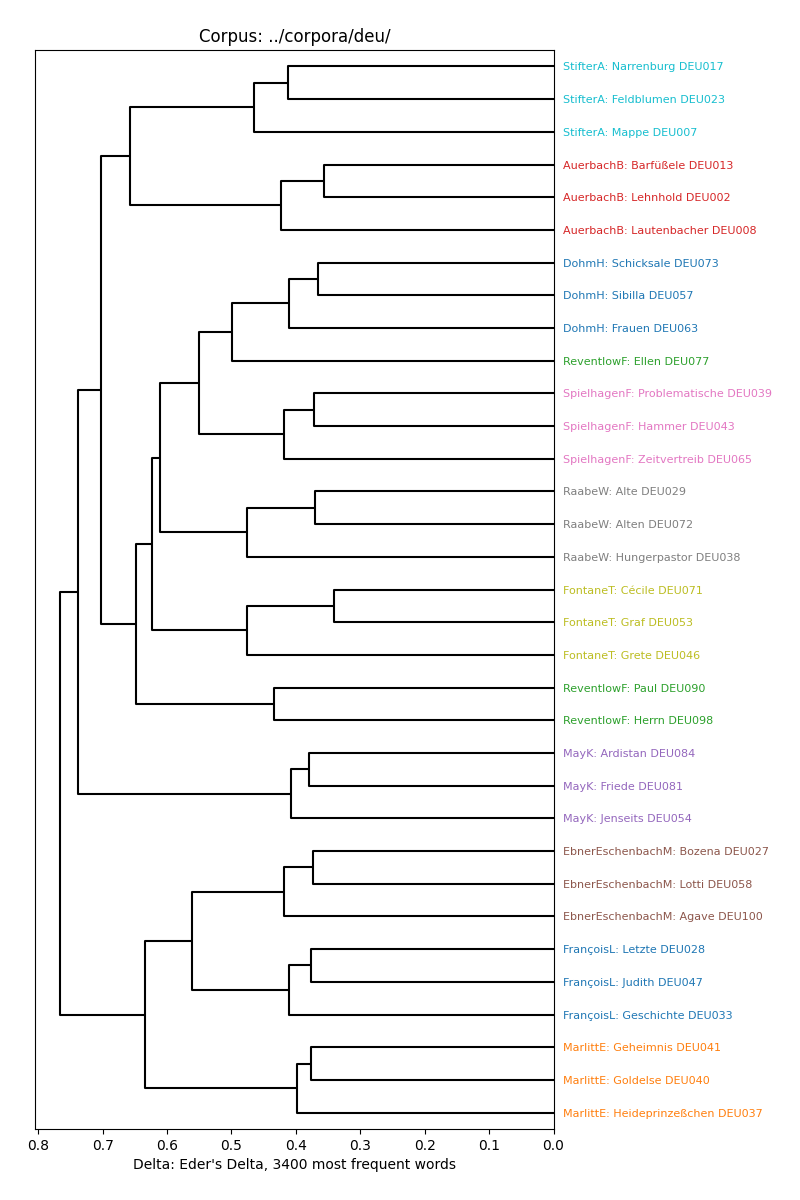 Corpus: ../corpora/deu/
StifterA: Narrenburg DEU017
StifterA: Feldblumen DEU023
StifterA: Mappe DEU007
AuerbachB: Barfüßele DEU013
AuerbachB: Lehnhold DEU002
AuerbachB: Lautenbacher DEU008
DohmH: Schicksale DEU073
DohmH: Sibilla DEU057
DohmH: Frauen DEU063
ReventlowF: Ellen DEU077
SpielhagenF: Problematische DEU039
SpielhagenF: Hammer DEU043
SpielhagenF: Zeitvertreib DEU065
RaabeW: Alte DEU029
RaabeW: Alten DEU072
RaabeW: Hungerpastor DEU038
FontaneT: Cécile DEU071
FontaneT: Graf DEU053
FontaneT: Grete DEU046
ReventlowF: Paul DEU090
ReventlowF: Herrn DEU098
MayK: Ardistan DEU084
MayK: Friede DEU081
MayK: Jenseits DEU054
EbnerEschenbachM: Bozena DEU027
EbnerEschenbachM: Lotti DEU058
EbnerEschenbachM: Agave DEU100
FrançoisL: Letzte DEU028
FrançoisL: Judith DEU047
FrançoisL: Geschichte DEU033
MarlittE: Geheimnis DEU041
MarlittE: Goldelse DEU040
MarlittE: Heideprinzeßchen DEU037
0.8 0.7 0.6 0.5 0.4 0.3 0.2 0.1 0.0
Delta: Eder's Delta, 3400 most frequent words